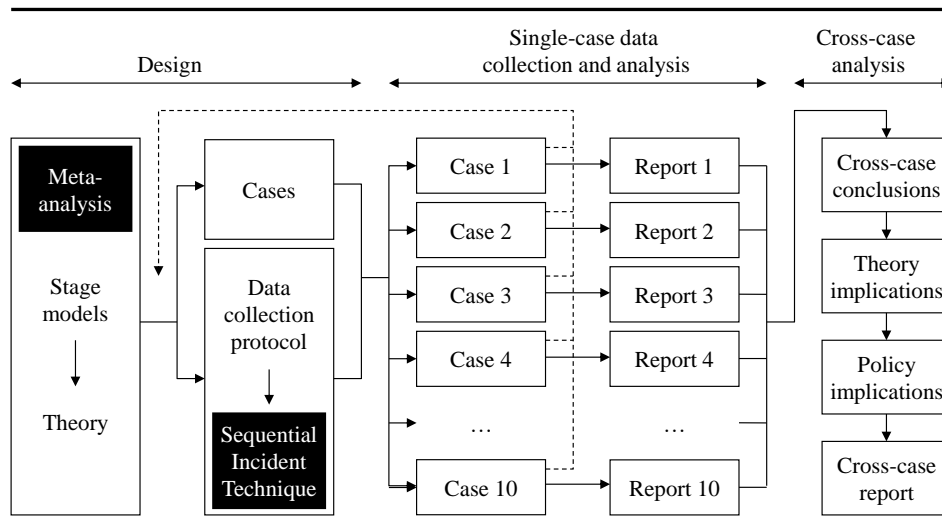 Design
Single-case data
collection and analysis
Cross-case
analysis
Meta-
analysis
Stage
models
Theory
Cases
Data
collection
protocol
Sequential
Incident
Technique
Case 1
Case 2
Case 3
Case 4
…
Case 10
Report 1
Report 2
Report 3
Report 4
…
Report 10
Cross-case
conclusions
Theory
implications
Policy
implications
Cross-case
report